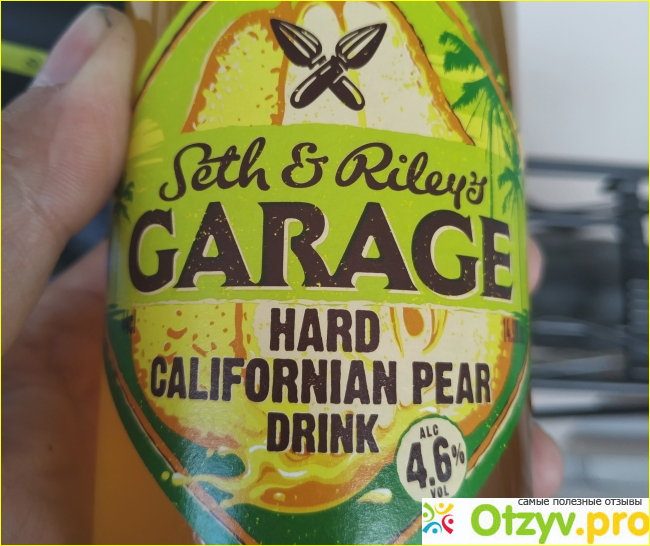 Seth & Riley's
GARAGE
HARD
CALIFORNIAN PEAR
DRINK
ALC
4.6%
VOL
самые полезные отзывы
Otzyv.pro